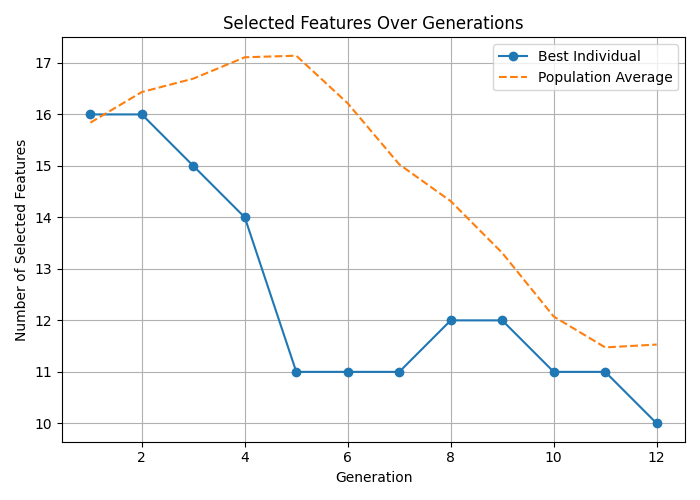 Selected Features Over Generations
Best Individual
Population Average
Number of Selected Features
17
16
15
14
13
12
11
10
2 4 6 8 10 12
Generation